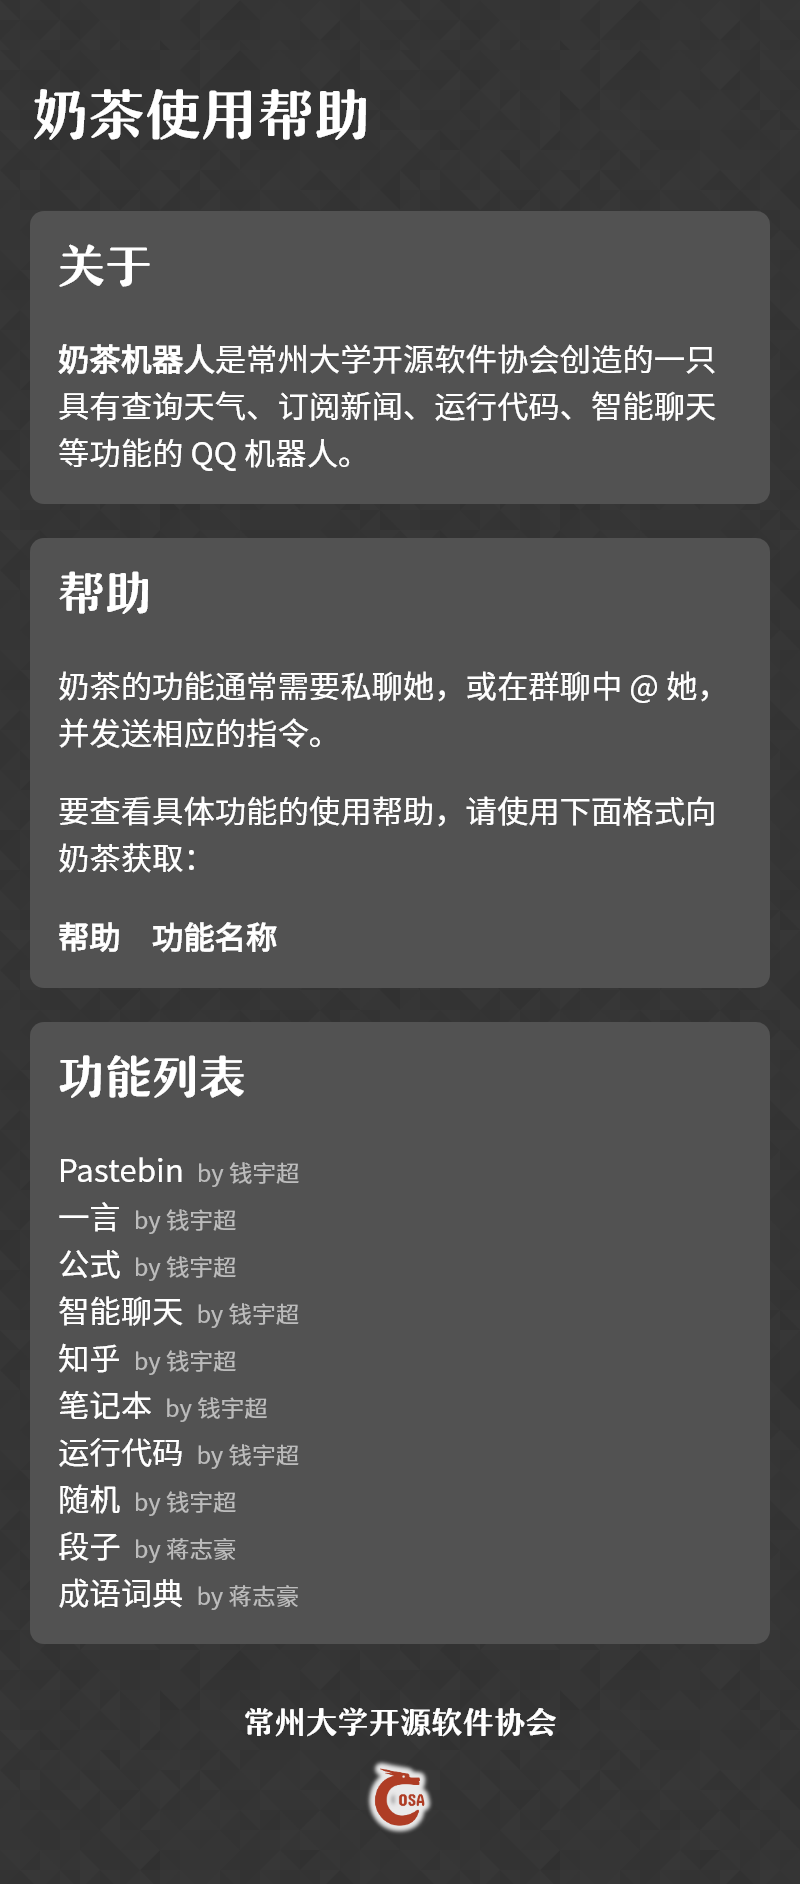 奶茶使用帮助
关于
奶茶机器人是常州大学开源软件协会创造的一只
具有查询天气、订阅新闻、运行代码、智能聊天
等功能的 QQ 机器人。
帮助
奶茶的功能通常需要私聊她，或在群聊中 @ 她，
并发送相应的指令。
要查看具体功能的使用帮助，请使用下面格式向
奶茶获取：
帮助　功能名称
功能列表
Pastebin by 钱宇超
一言 by 钱宇超
公式 by 钱宇超
智能聊天 by 钱宇超
知乎 by 钱宇超
笔记本 by 钱宇超
运行代码 by 钱宇超
随机 by 钱宇超
段子 by 蒋志豪
成语词典 by 蒋志豪
常州大学开源软件协会
OSA